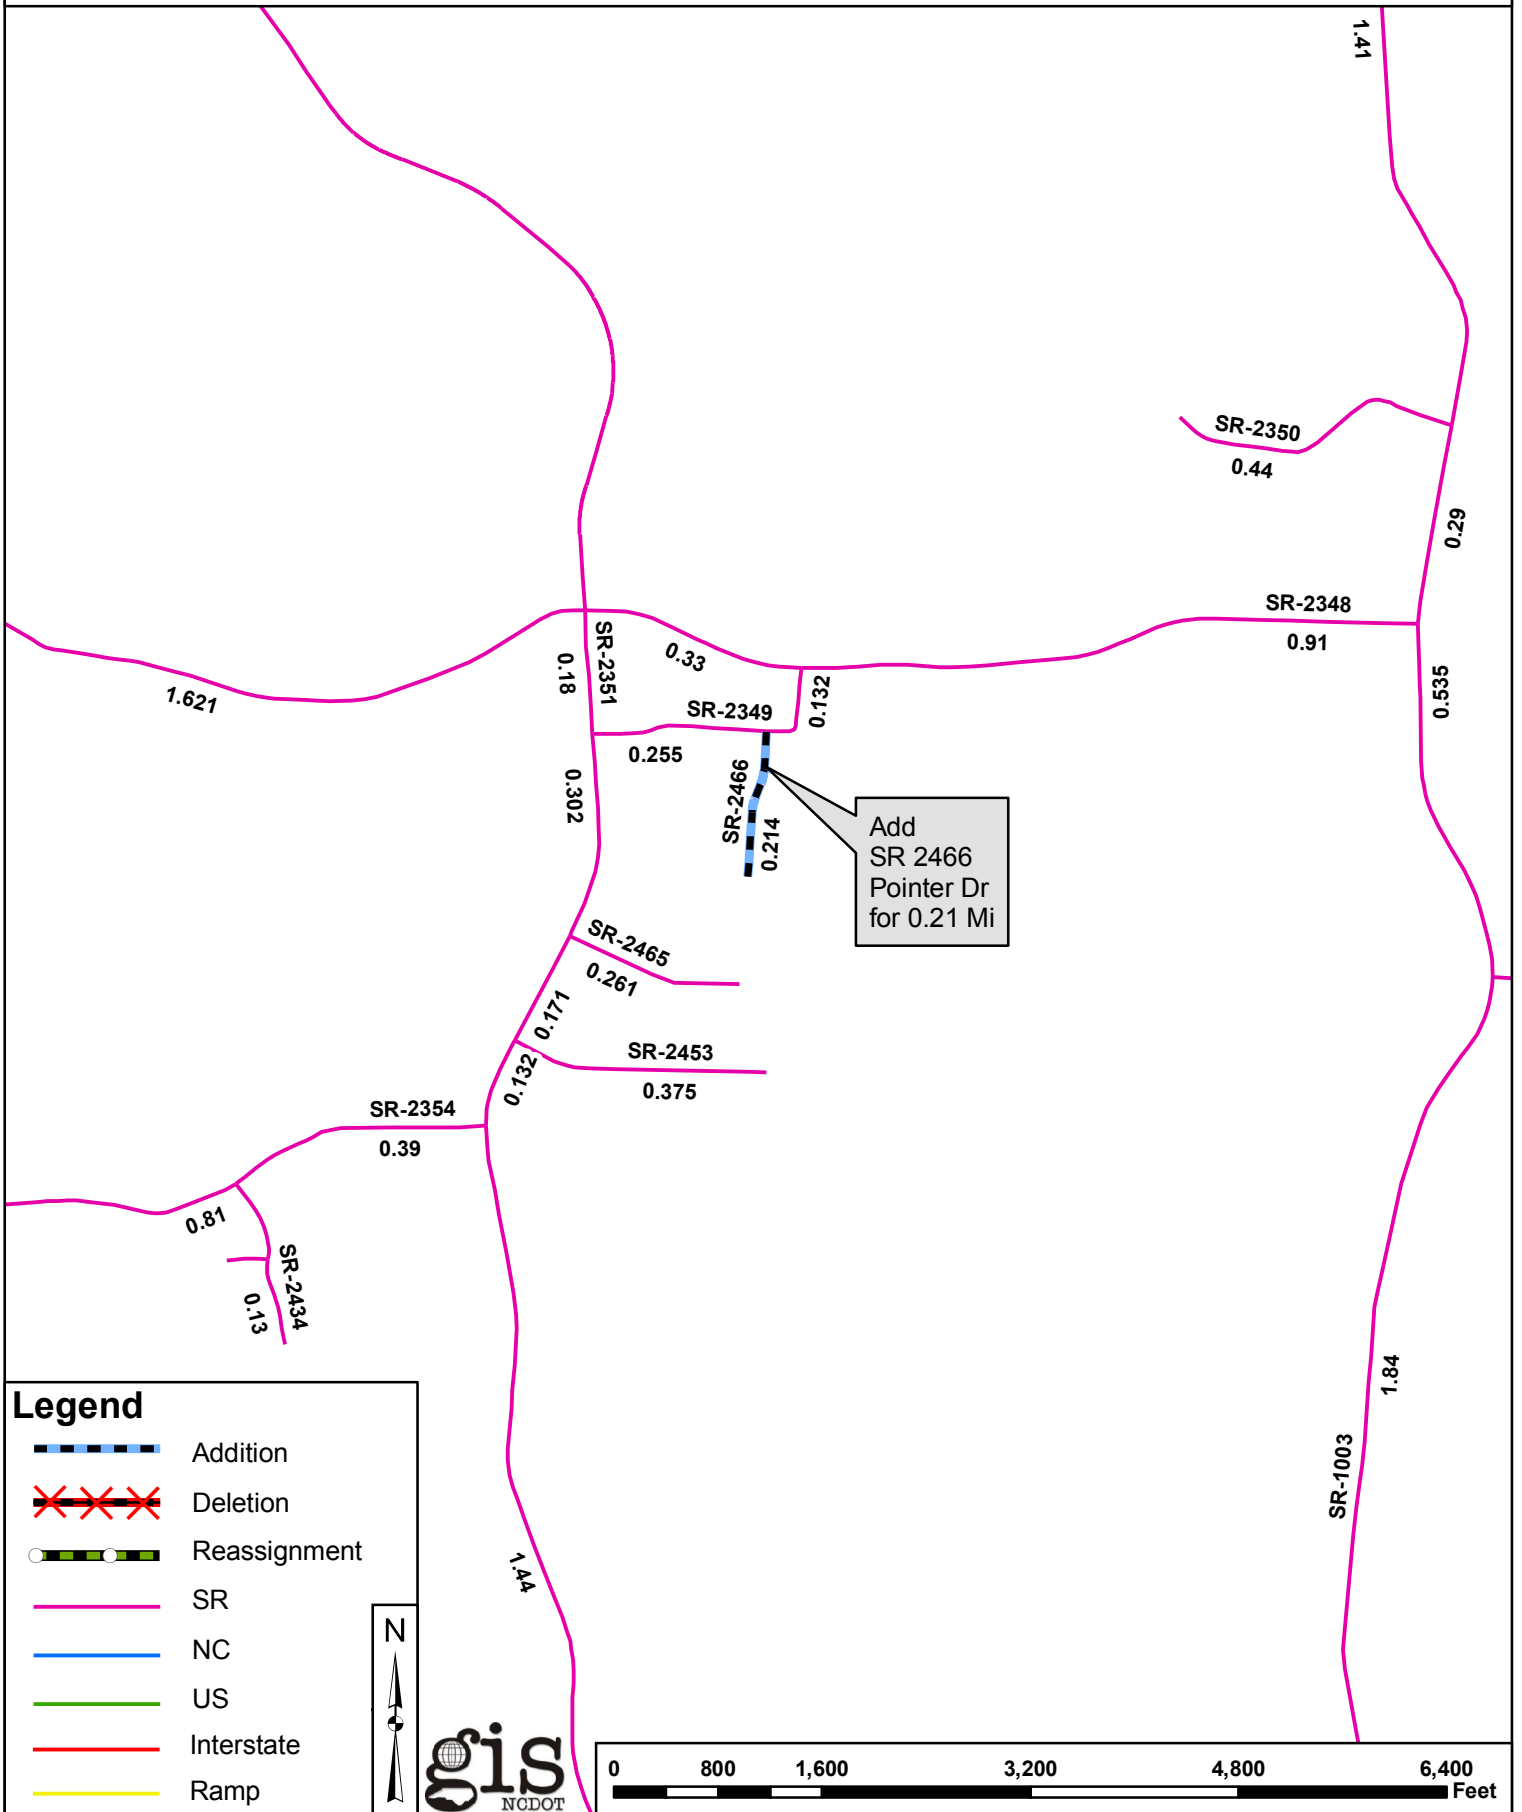 1.41
SR-2350
0.44
0.29
SR-2348
0.91
0.535
SR-2351
0.18
0.33
1.621
SR-2349
0.132
0.255
SR-2466
0.214
0.302
Add
SR 2466
Pointer Dr
for 0.21 Mi
SR-2465
0.261
0.171
SR-2453
0.375
0.132
SR-2354
0.39
0.81
SR-2434
0.13
1.84
SR-1003
1.44
Legend
Addition
Deletion
Reassignment
SR
NC
US
Interstate
Ramp
N
gis
NCDOT
0 800 1,600 3,200 4,800 6,400
Feet